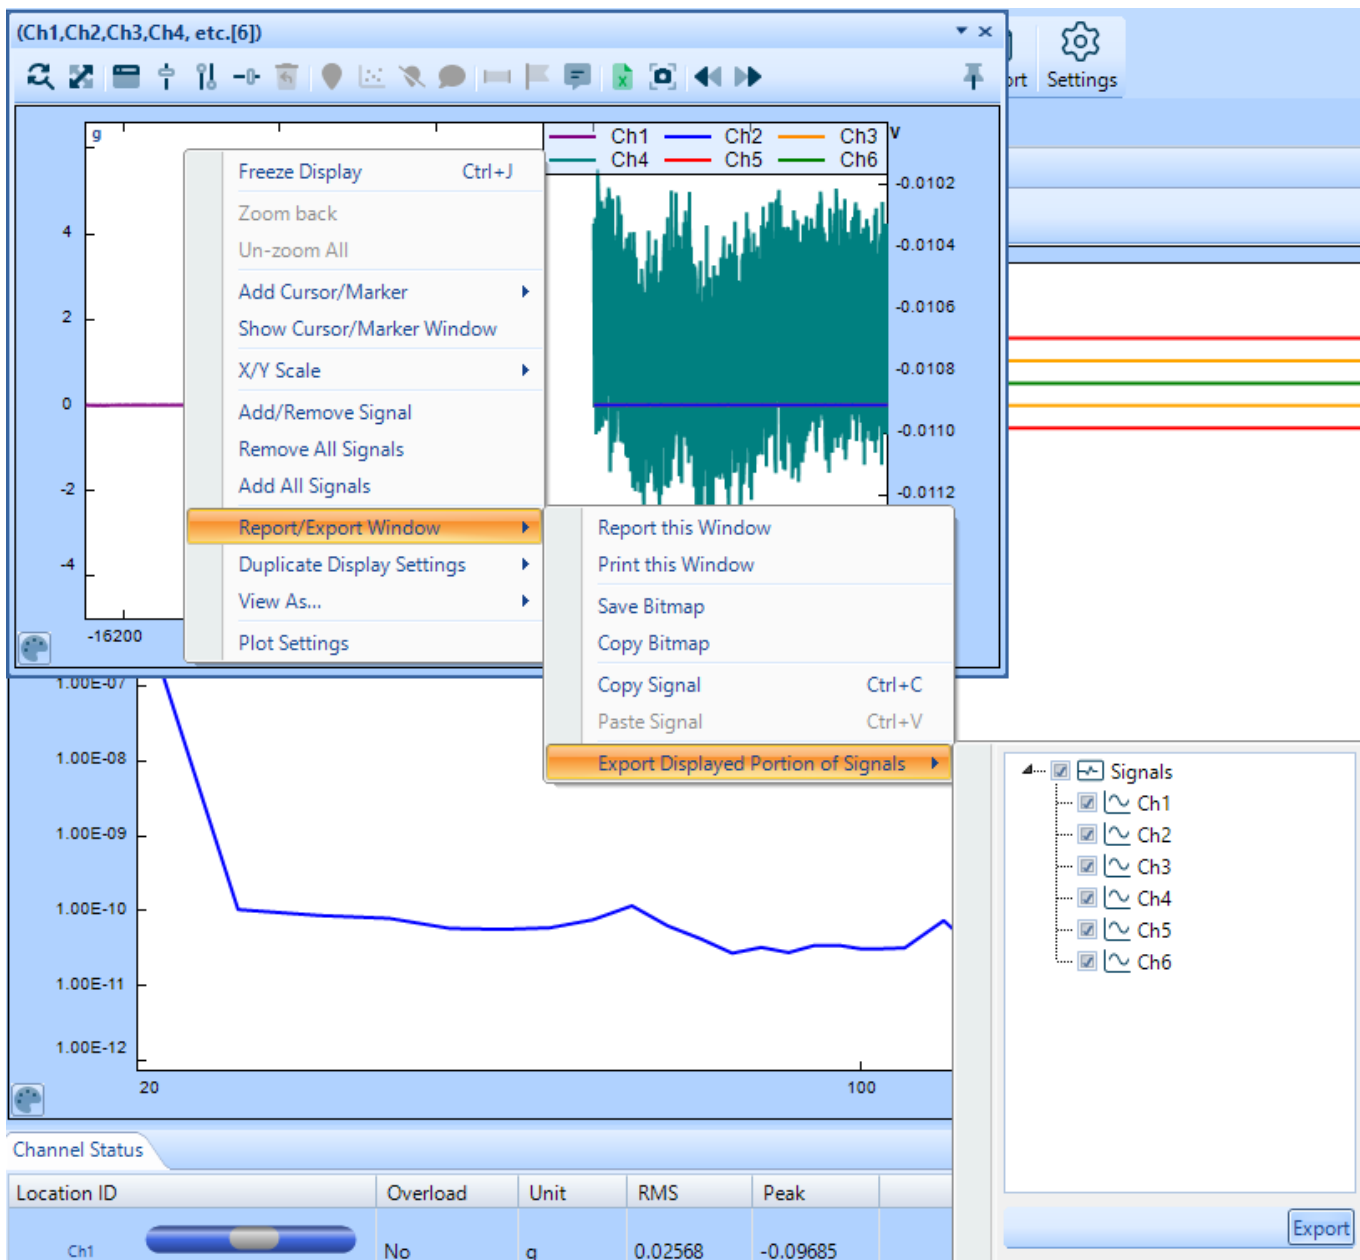 (Ch1,Ch2,Ch3,Ch4, etc.[6])
Settings
g
Ch1 Ch2 Ch3
Ch4 Ch5 Ch6
V
4
2
0
-2
-4
-16200
-0.0102
-0.0104
-0.0106
-0.0108
-0.0110
-0.0112
Freeze Display Ctrl+J
Zoom back
Un-zoom All
Add Cursor/Marker
Show Cursor/Marker Window
X/Y Scale
Add/Remove Signal
Remove All Signals
Add All Signals
Report/Export Window
Duplicate Display Settings
View As...
Plot Settings
Report this Window
Print this Window
Save Bitmap
Copy Bitmap
Copy Signal Ctrl+C
Paste Signal Ctrl+V
Export Displayed Portion of Signals
Signals
Ch1
Ch2
Ch3
Ch4
Ch5
Ch6
Export
1.00E-07
1.00E-08
1.00E-09
1.00E-10
1.00E-11
1.00E-12
20 100
Channel Status
Location ID Overload Unit RMS Peak
Ch1 No g 0.02568 -0.09685